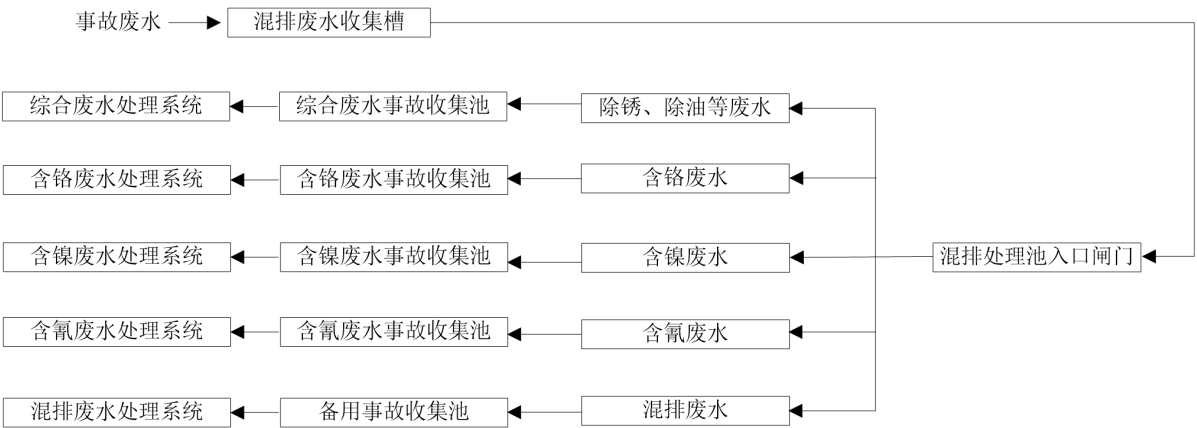 事故废水
混排废水收集槽
综合废水处理系统
综合废水事故收集池
除锈、除油等废水
含铬废水处理系统
含铬废水事故收集池
含铬废水
含镍废水处理系统
含镍废水事故收集池
含镍废水
混排处理池入口闸门
含氰废水处理系统
含氰废水事故收集池
含氰废水
混排废水处理系统
备用事故收集池
混排废水